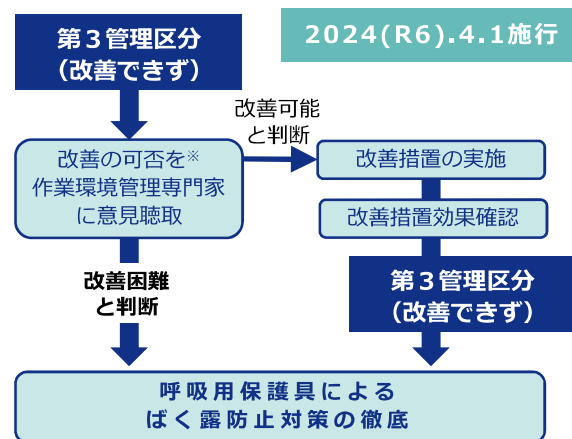 2024(R6).4.1施行
第3管理区分
(改善できず)
改善可能
と判断
改善の可否を※
作業環境管理専門家
に意見聴取
改善措置の実施
改善措置効果確認
改善困難
と判断
第3管理区分
(改善できず)
呼吸用保護具による
ばく露防止対策の徹底